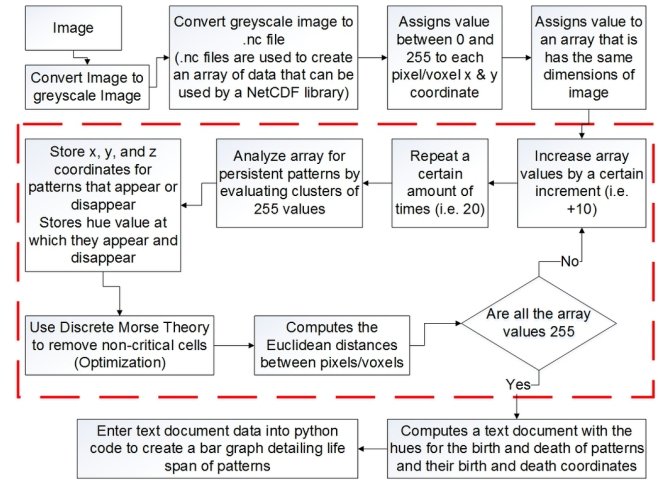 Image
Convert Image to
greyscale Image
Convert greyscale image to
.nc file
(.nc files are used to create
an array of data that can be
used by a NetCDF library)
Assigns value
between 0 and
255 to each
pixel/voxel x & y
coordinate
Assigns value to
an array that is
has the same
dimensions of
image
Increase array
values by a certain
increment (i.e.
+10)
Repeat a
certain
amount of
times (i.e. 20)
Analyze array for
persistent patterns by
evaluating clusters of
255 values
Store x, y, and z
coordinates for
patterns that appear or
disappear
Stores hue value at
which they appear and
disappear
Use Discrete Morse Theory
to remove non-critical cells
(Optimization)
Computes the
Euclidean distances
between pixels/voxels
Are all the array
values 255
No
Yes
Computes a text document with the
hues for the birth and death of patterns
and their birth and death coordinates
Enter text document data into python
code to create a bar graph detailing life
span of patterns